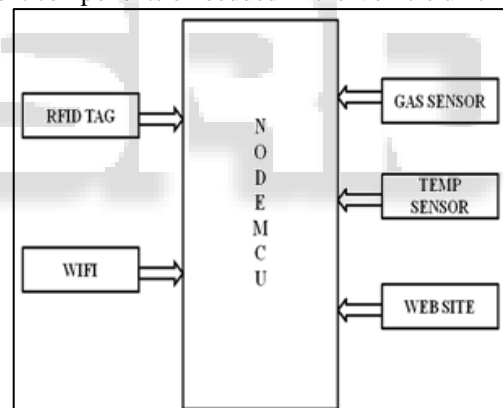 RFID TAG
WIFI
N
O
D
E
M
C
U
GAS SENSOR
TEMP
SENSOR
WEB SITE